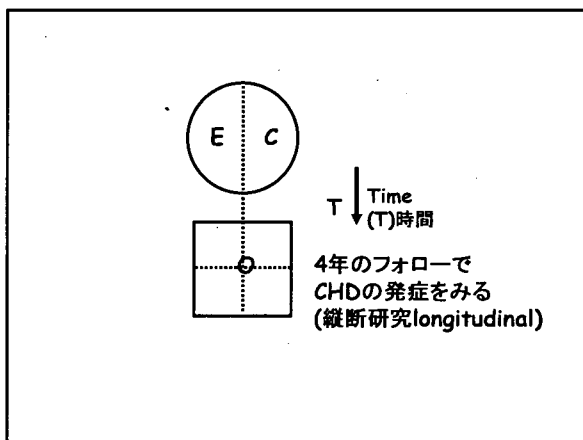 E C
T
Time
(T)時間
O
4年のフォローで
CHDの発症をみる
(縦断研究longitudinal)